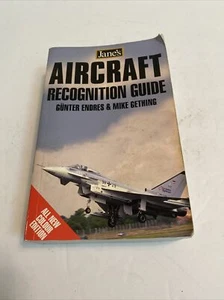 Jane's
AIRCRAFT
RECOGNITION GUIDE
GÜNTER ENDRES & MIKE GETHING
ALL NEW
COLOUR
EDITION